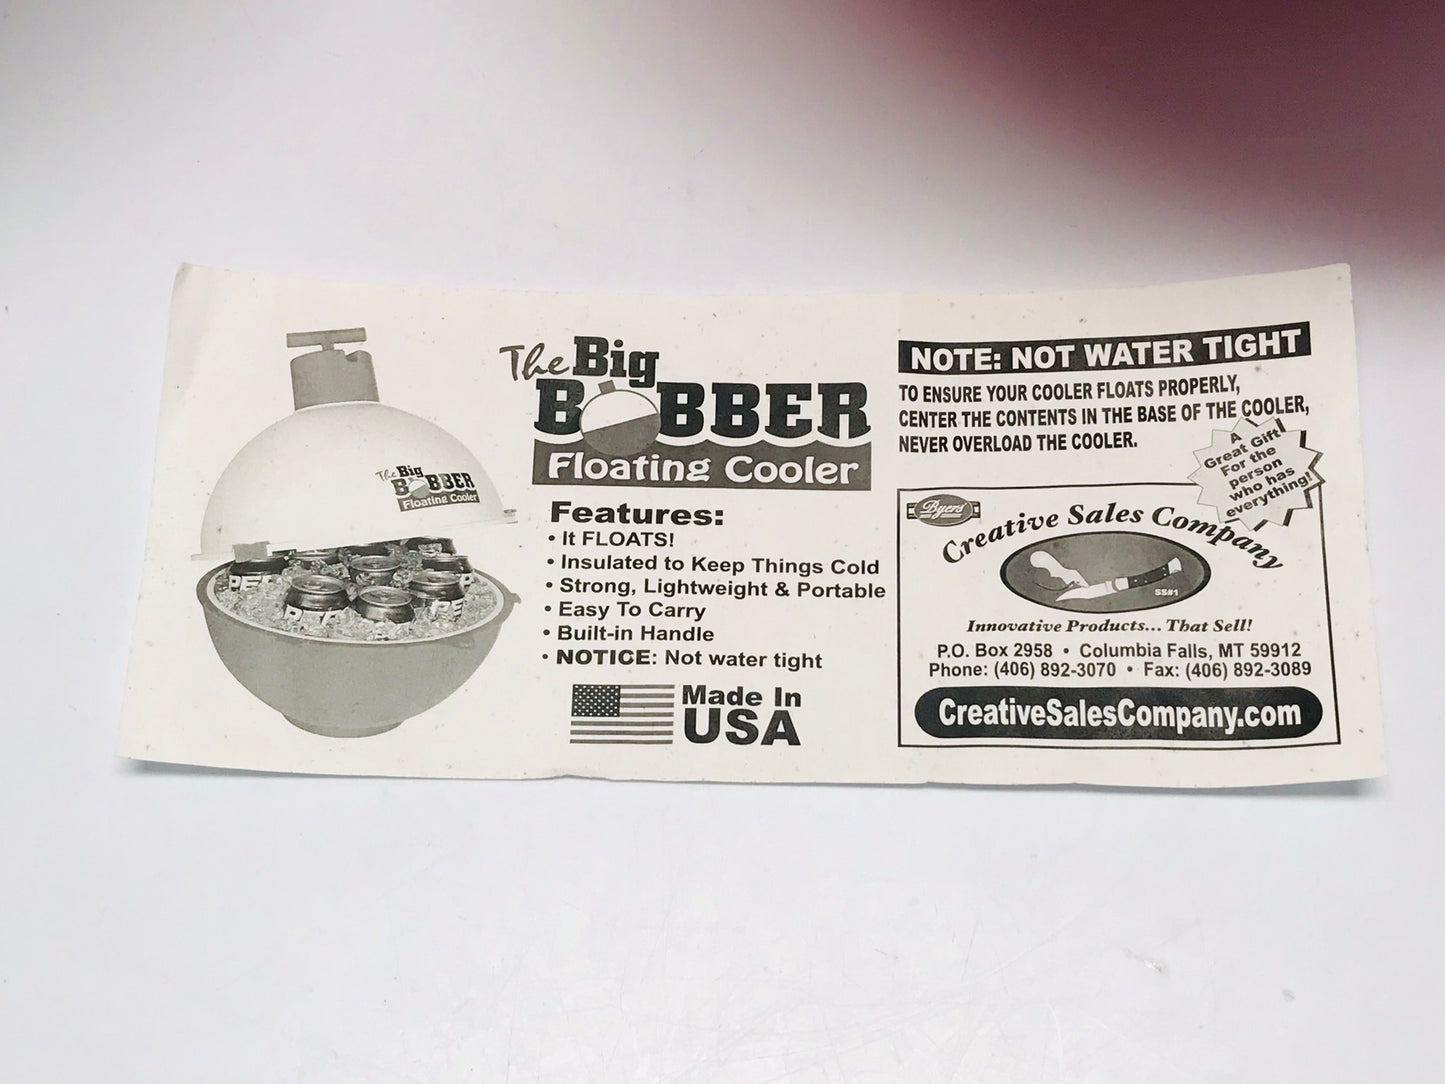 The Big
BOBBER
Floating Cooler
The Big
BOBBER
Floating Cooler
Features:
• It FLOATS!
• Insulated to Keep Things Cold
• Strong, Lightweight & Portable
• Easy To Carry
• Built-in Handle
• NOTICE: Not water tight
Made In
USA
NOTE: NOT WATER TIGHT
TO ENSURE YOUR COOLER FLOATS PROPERLY,
CENTER THE CONTENTS IN THE BASE OF THE COOLER,
NEVER OVERLOAD THE COOLER.
A
Great Gift
For the
person
who has
everything!
Byers'
Creative Sales Company
SS#1
Innovative Products... That Sell!
P.O. Box 2958 • Columbia Falls, MT 59912
Phone: (406) 892-3070 • Fax: (406) 892-3089
CreativeSalesCompany.com